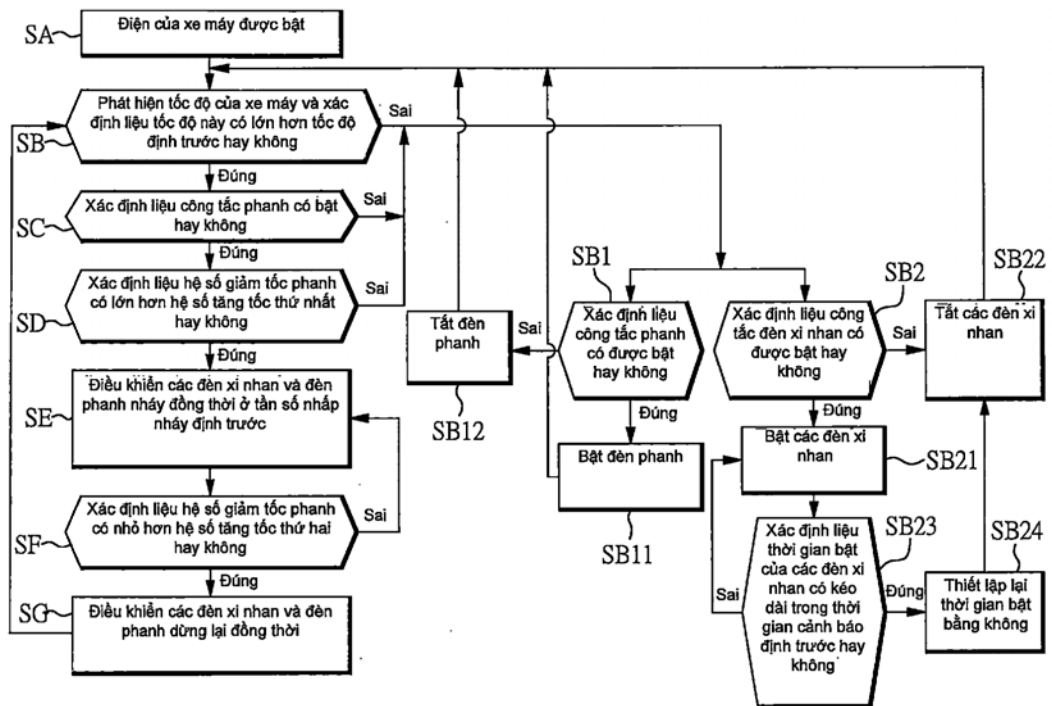 SA
Điện của xe máy được bật
SB
Phát hiện tốc độ của xe máy và xác
định liệu tốc độ này có lớn hơn tốc độ
định trước hay không
Sai
Đúng
SC
Xác định liệu công tắc phanh có bật
hay không
Sai
Đúng
SD
Xác định liệu hệ số giảm tốc phanh
có lớn hơn hệ số tăng tốc thứ nhất
hay không
Sai
Đúng
SE
Điều khiển các đèn xi nhan và đèn
phanh nháy đồng thời ở tần số nhấp
nháy định trước
SF
Xác định liệu hệ số giảm tốc phanh
có nhỏ hơn hệ số tăng tốc thứ hai
hay không
Sai
Đúng
SG
Điều khiển các đèn xi nhan và đèn
phanh dừng lại đồng thời
SB1
Xác định liệu
công tắc phanh
có được bật
hay không
Sai
Tắt đèn
phanh
SB12
Đúng
Bật đèn phanh
SB11
SB2
Xác định liệu công
tắc đèn xi nhan có
được bật hay
không
Sai
SB22
Tắt các đèn xi
nhan
Đúng
Bật các đèn xi
nhan
SB21
SB23
Xác định liệu
thời gian bật
của các đèn xi
nhan có kéo
dài trong thời
gian cảnh báo
định trước hay
không
Sai
Đúng
SB24
Thiết lập lại
thời gian bật
bằng không